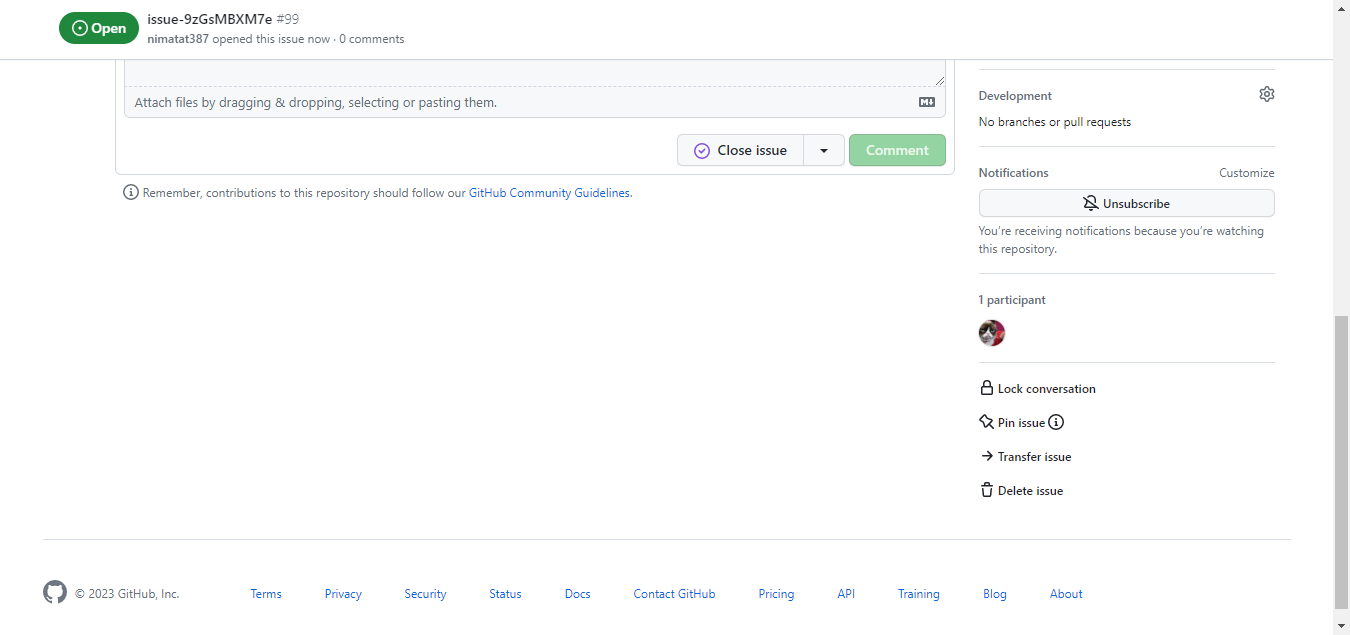 Open
issue-9zGsMBXM7e #99
nimatat387 opened this issue now · 0 comments
Attach files by dragging & dropping, selecting or pasting them.
Close issue
Comment
Remember, contributions to this repository should follow our GitHub Community Guidelines.
Development
No branches or pull requests
Notifications
Customize
Unsubscribe
You're receiving notifications because you're watching
this repository.
1 participant
Lock conversation
Pin issue
Transfer issue
Delete issue
© 2023 GitHub, Inc.
Terms
Privacy
Security
Status
Docs
Contact GitHub
Pricing
API
Training
Blog
About